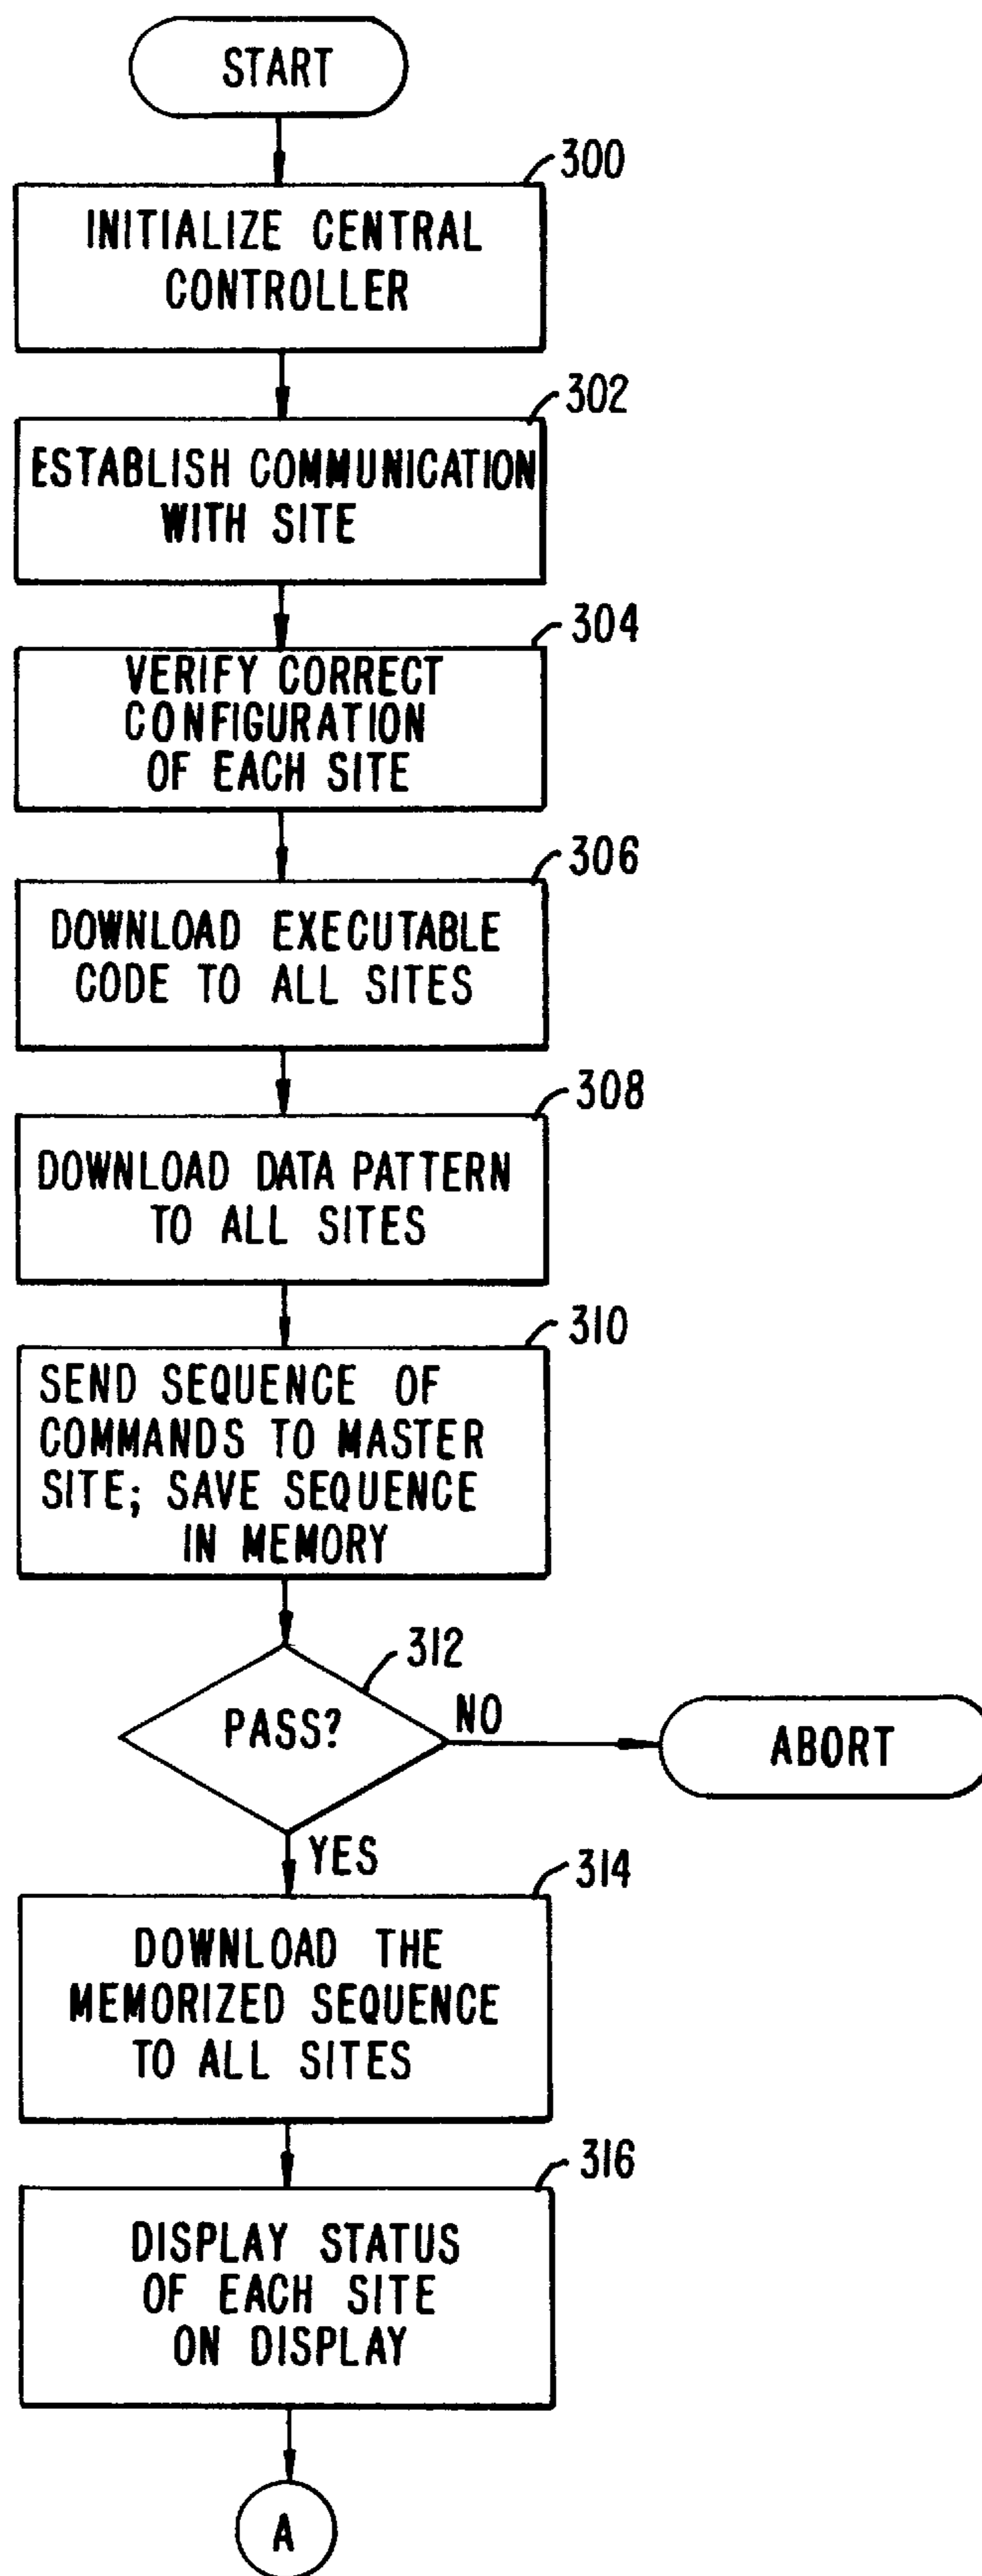 START
300
INITIALIZE CENTRAL
CONTROLLER
302
ESTABLISH COMMUNICATION
WITH SITE
304
VERIFY CORRECT
CONFIGURATION
OF EACH SITE
306
DOWNLOAD EXECUTABLE
CODE TO ALL SITES
308
DOWNLOAD DATA PATTERN
TO ALL SITES
310
SEND SEQUENCE OF
COMMANDS TO MASTER
SITE; SAVE SEQUENCE
IN MEMORY
312
PASS?
NO
ABORT
YES
314
DOWNLOAD THE
MEMORIZED SEQUENCE
TO ALL SITES
316
DISPLAY STATUS
OF EACH SITE
ON DISPLAY
A